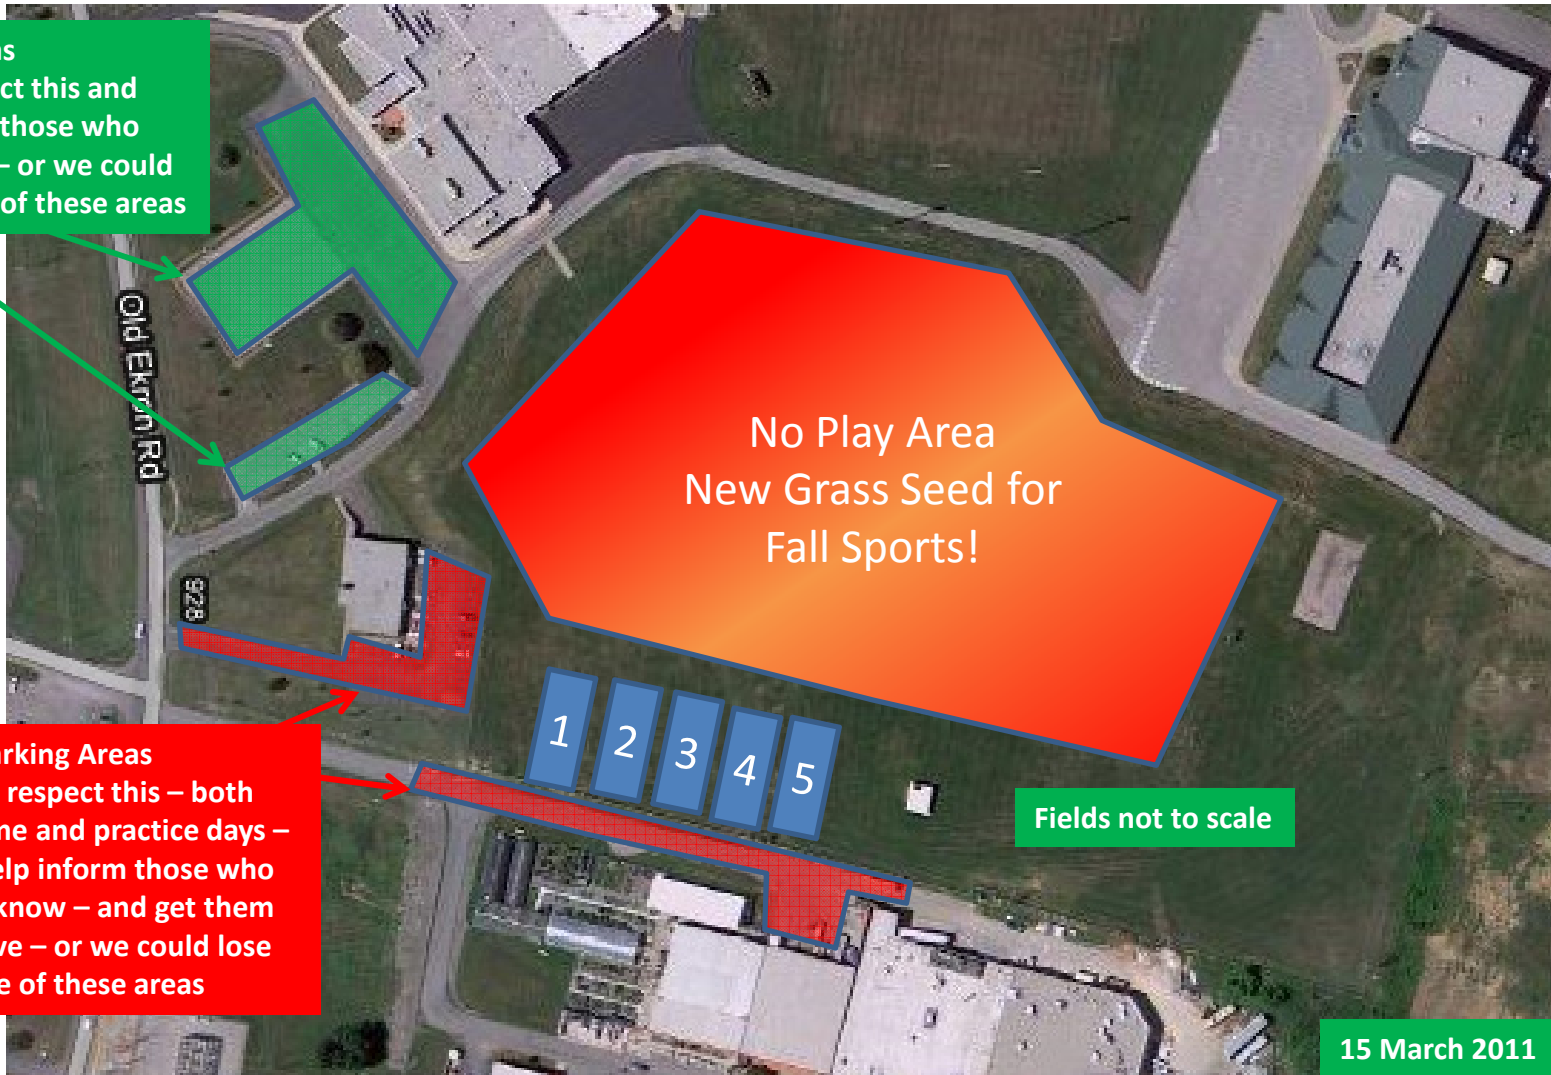 as
ct this and
those who
– or we could
of these areas
Old Ekron Rd
No Play Area
New Grass Seed for
Fall Sports!
928
1
2
3
4
5
arking Areas
respect this – both
me and practice days –
elp inform those who
know – and get them
ve – or we could lose
e of these areas
Fields not to scale
15 March 2011